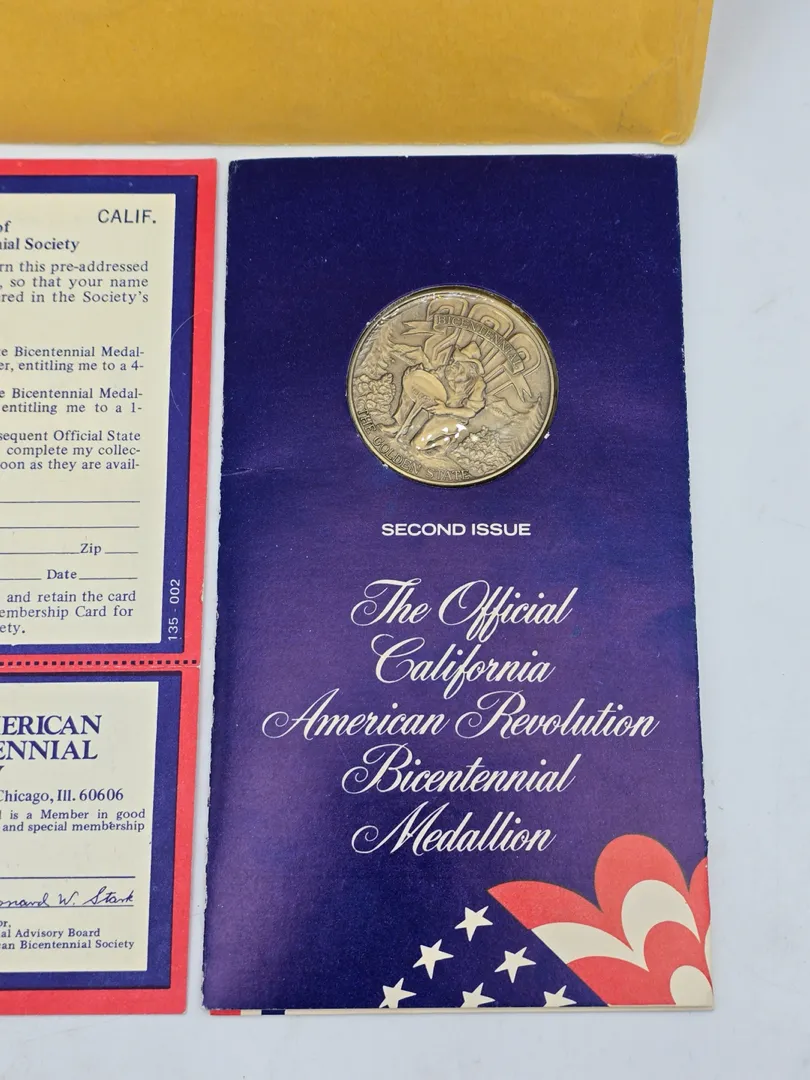 CALIF.
of
ial Society
rn this pre-addressed
, so that your name
red in the Society's
e Bicentennial Medal-
er, entitling me to a 4-
e Bicentennial Medal-
entitling me to a 1-
sequent Official State
complete my collec-
oon as they are avail-
Zip
Date
and retain the card
embership Card for
ety.
135-002
ERICAN
ENNIAL
Y
Chicago, Ill. 60606
is a Member in good
and special membership
onard W. Stark
or,
al Advisory Board
an Bicentennial Society
200
BICENTENNIAL
THE GOLDEN STATE
SECOND ISSUE
The Official
California
American Revolution
Bicentennial
Medallion